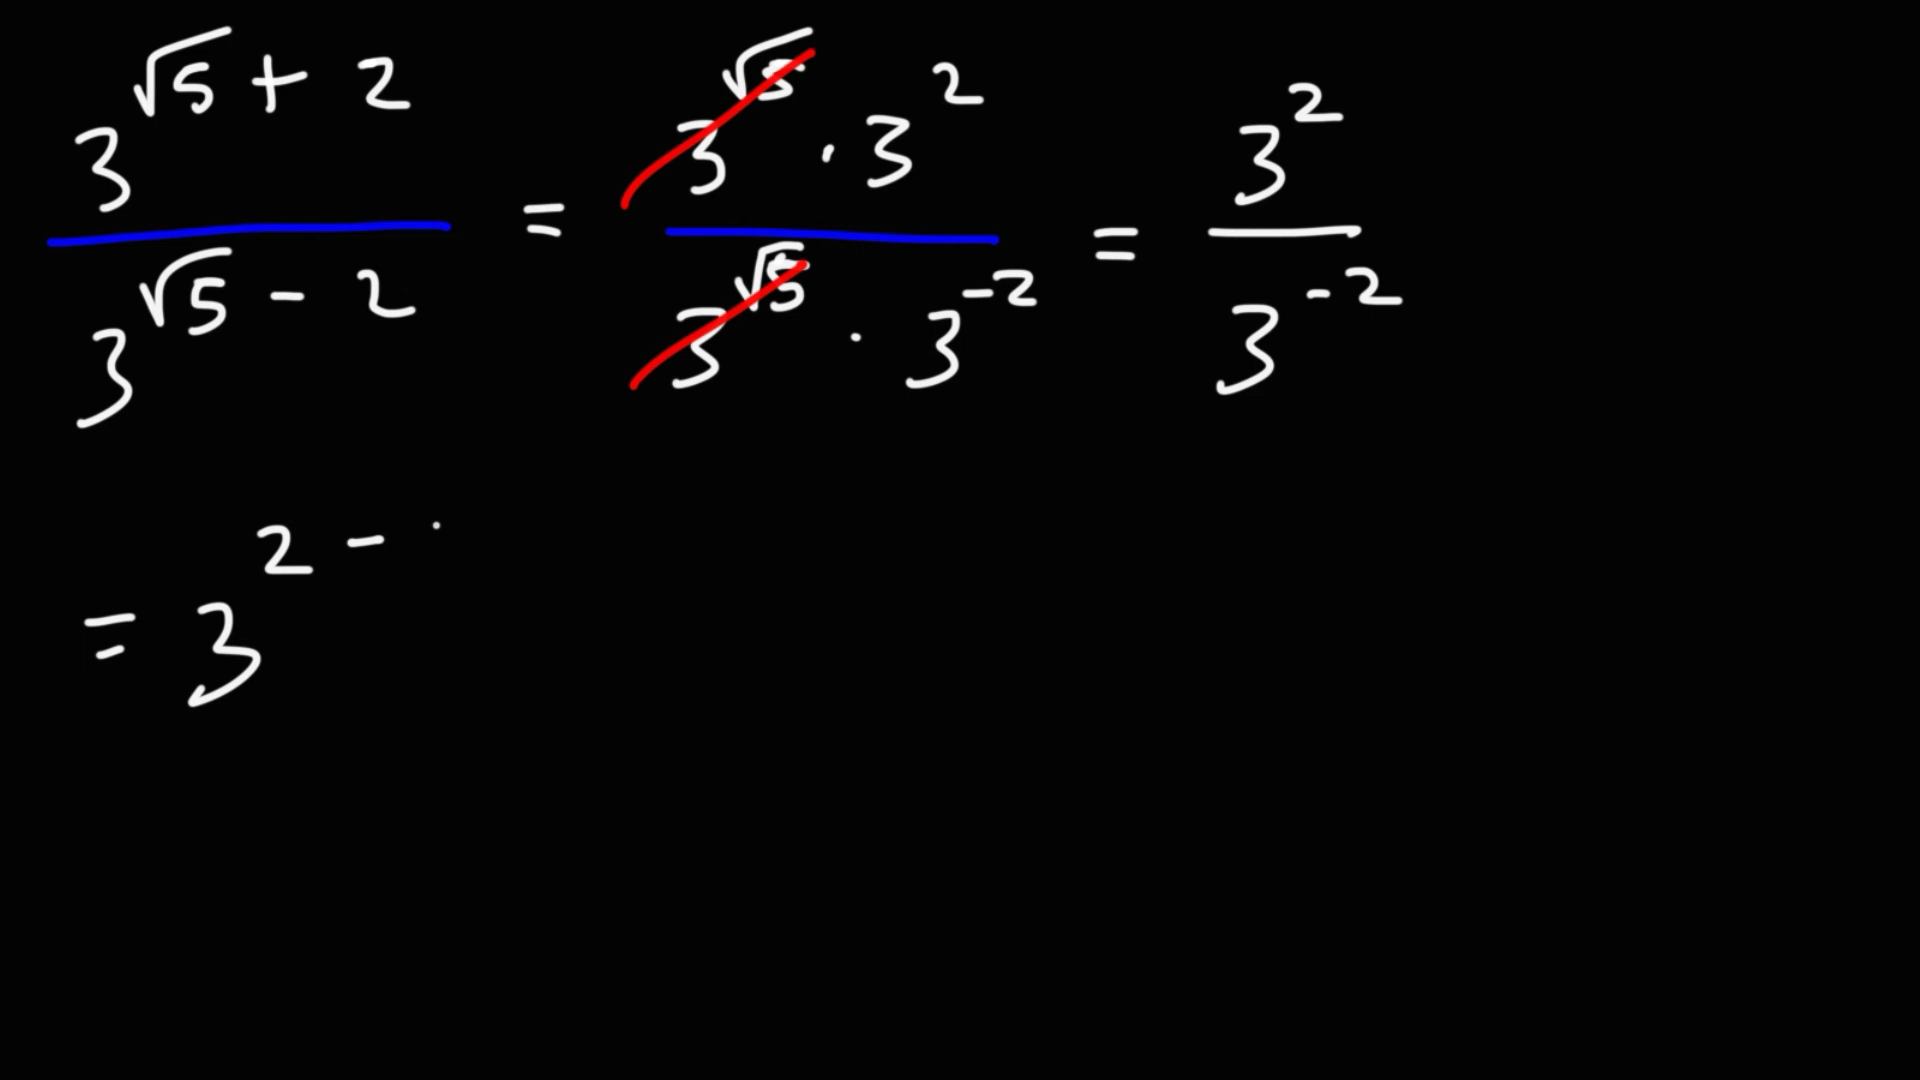 3^(√5 + 2) / 3^(√5 - 2) = 3^√5 · 3^2 / 3^√5 · 3^-2 = 3^2 / 3^-2
= 3^(2 -